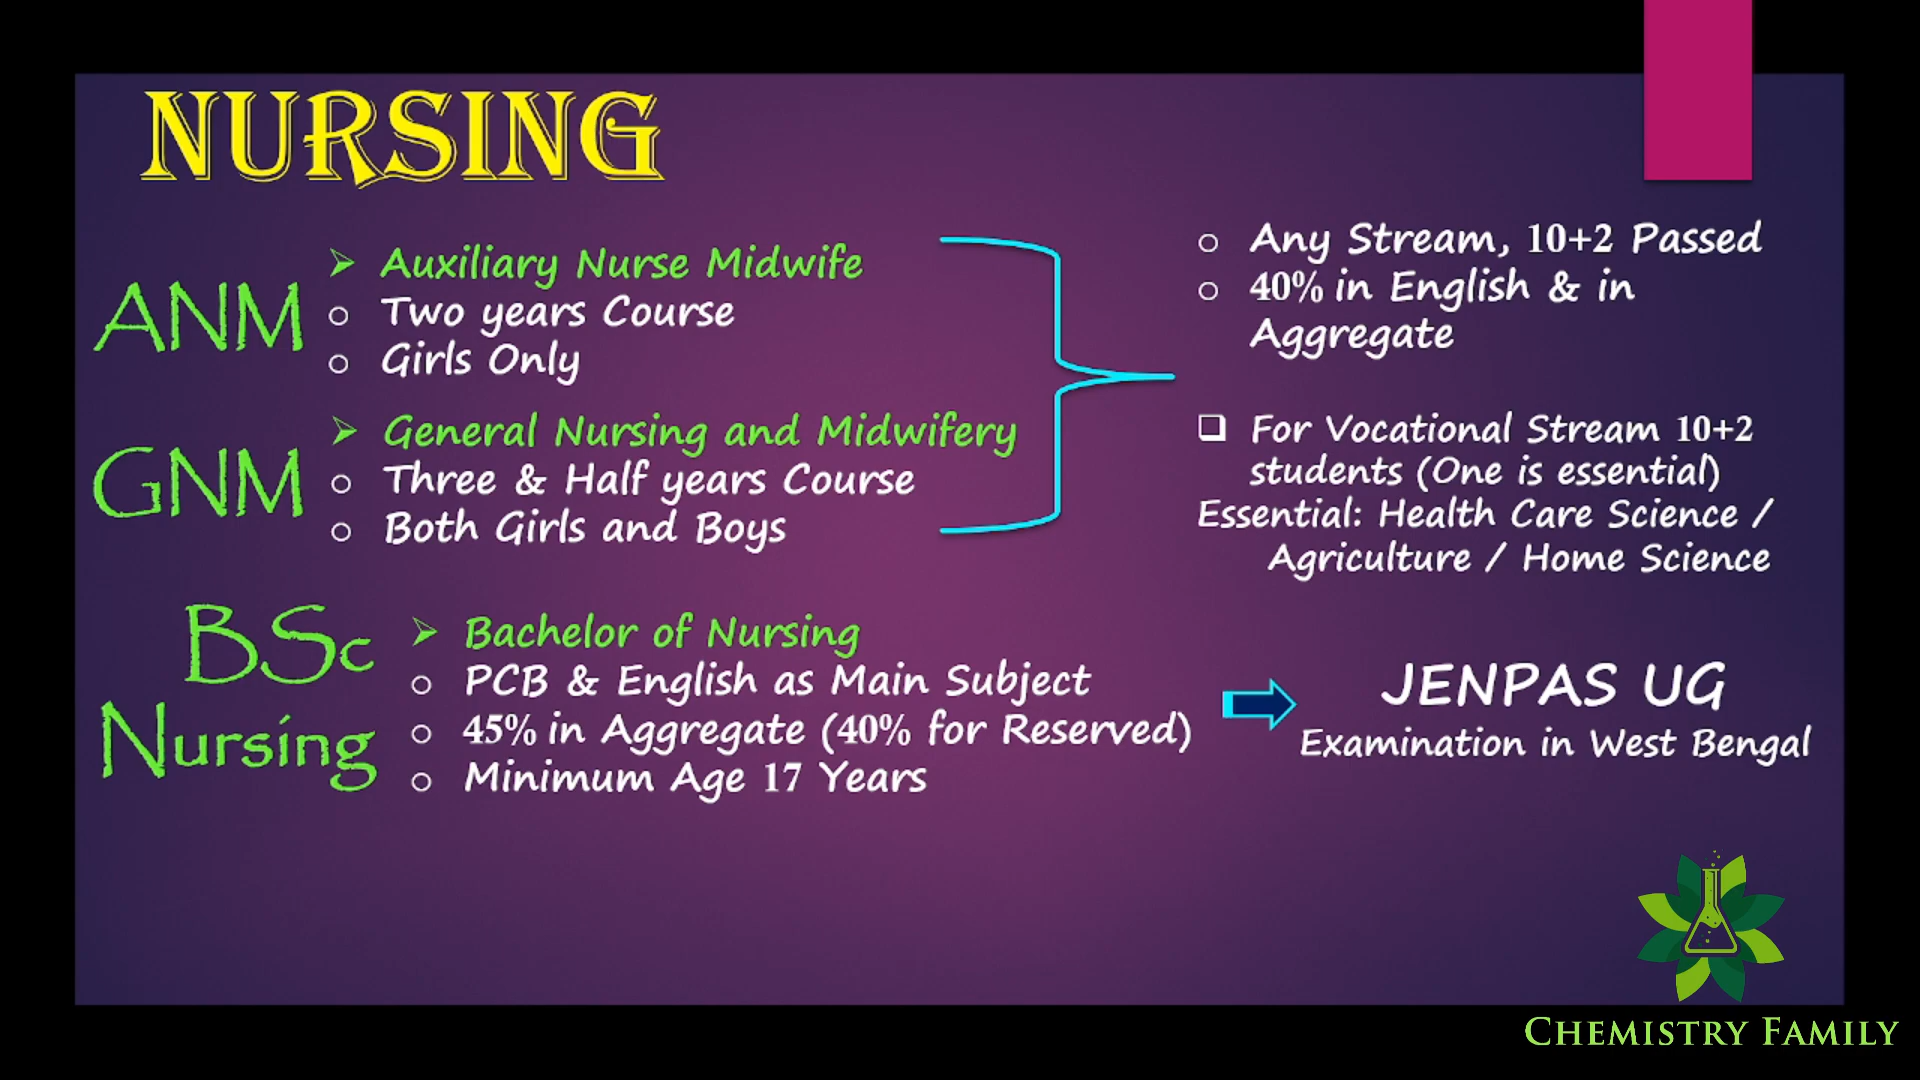 NURSING
ANM
➢ Auxiliary Nurse Midwife
o Two years Course
o Girls Only
GNM
➢ General Nursing and Midwifery
o Three & Half years Course
o Both Girls and Boys
o Any Stream, 10+2 Passed
o 40% in English & in
Aggregate
❑ For Vocational Stream 10+2
students (One is essential)
Essential: Health Care Science /
Agriculture / Home Science
BSc
Nursing
➢ Bachelor of Nursing
o PCB & English as Main Subject
o 45% in Aggregate (40% for Reserved)
o Minimum Age 17 Years
JENPAS UG
Examination in West Bengal
CHEMISTRY FAMILY